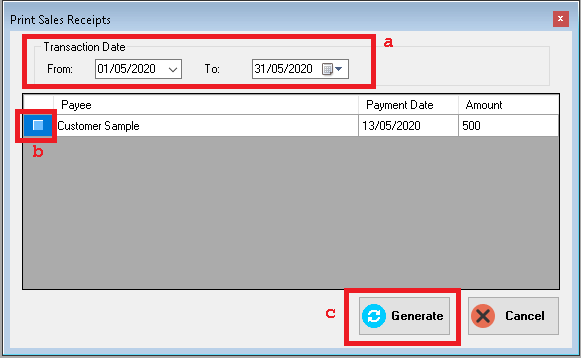 Print Sales Receipts
x
a
Transaction Date
From: 01/05/2020 To: 31/05/2020
Payee Payment Date Amount
Customer Sample 13/05/2020 500
b
c
Generate Cancel